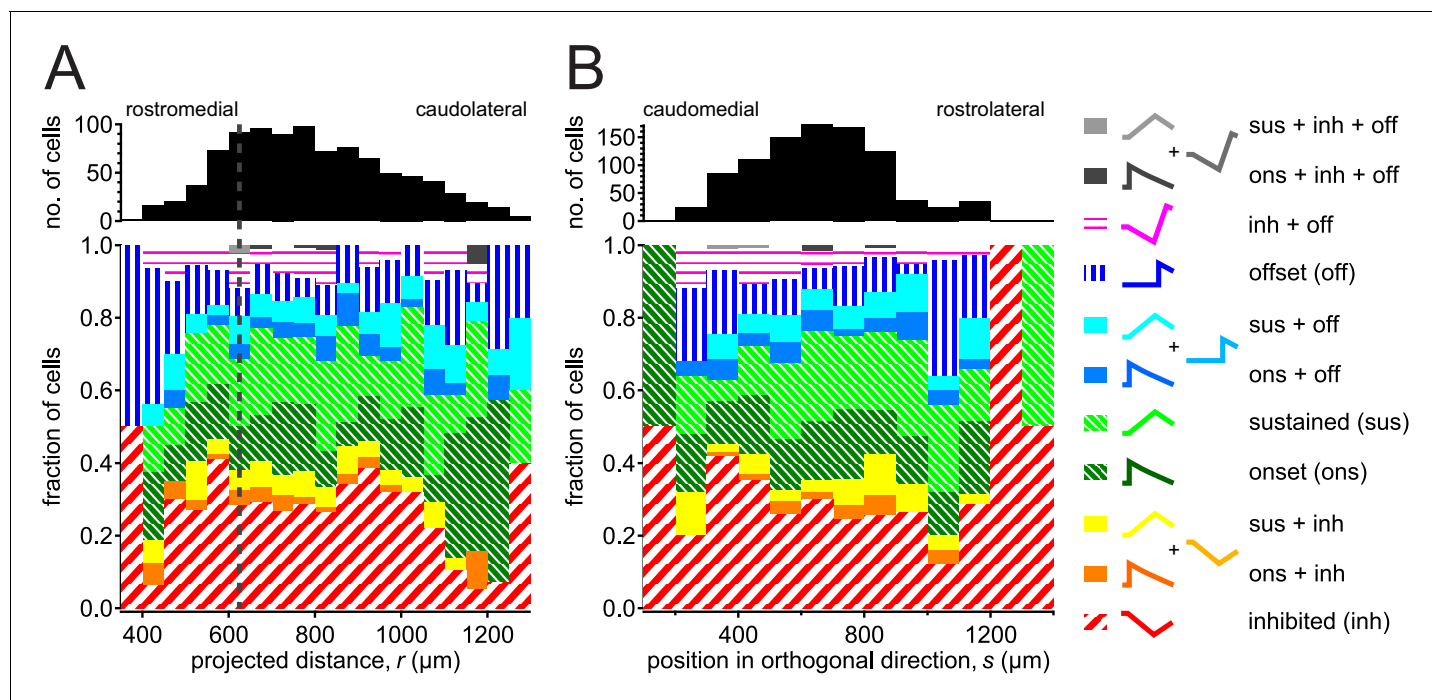 A
B
rostromedial
caudolateral
caudomedial
rostrolateral
no. of cells
100
50
0
no. of cells
150
100
50
0
fraction of cells
1.0
0.8
0.6
0.4
0.2
0.0
400
600
800
1000
1200
projected distance, r (µm)
fraction of cells
1.0
0.8
0.6
0.4
0.2
0.0
400
800
1200
position in orthogonal direction, s (µm)
sus + inh + off
+
ons + inh + off
inh + off
offset (off)
sus + off
+
ons + off
sustained (sus)
onset (ons)
sus + inh
+
ons + inh
inhibited (inh)